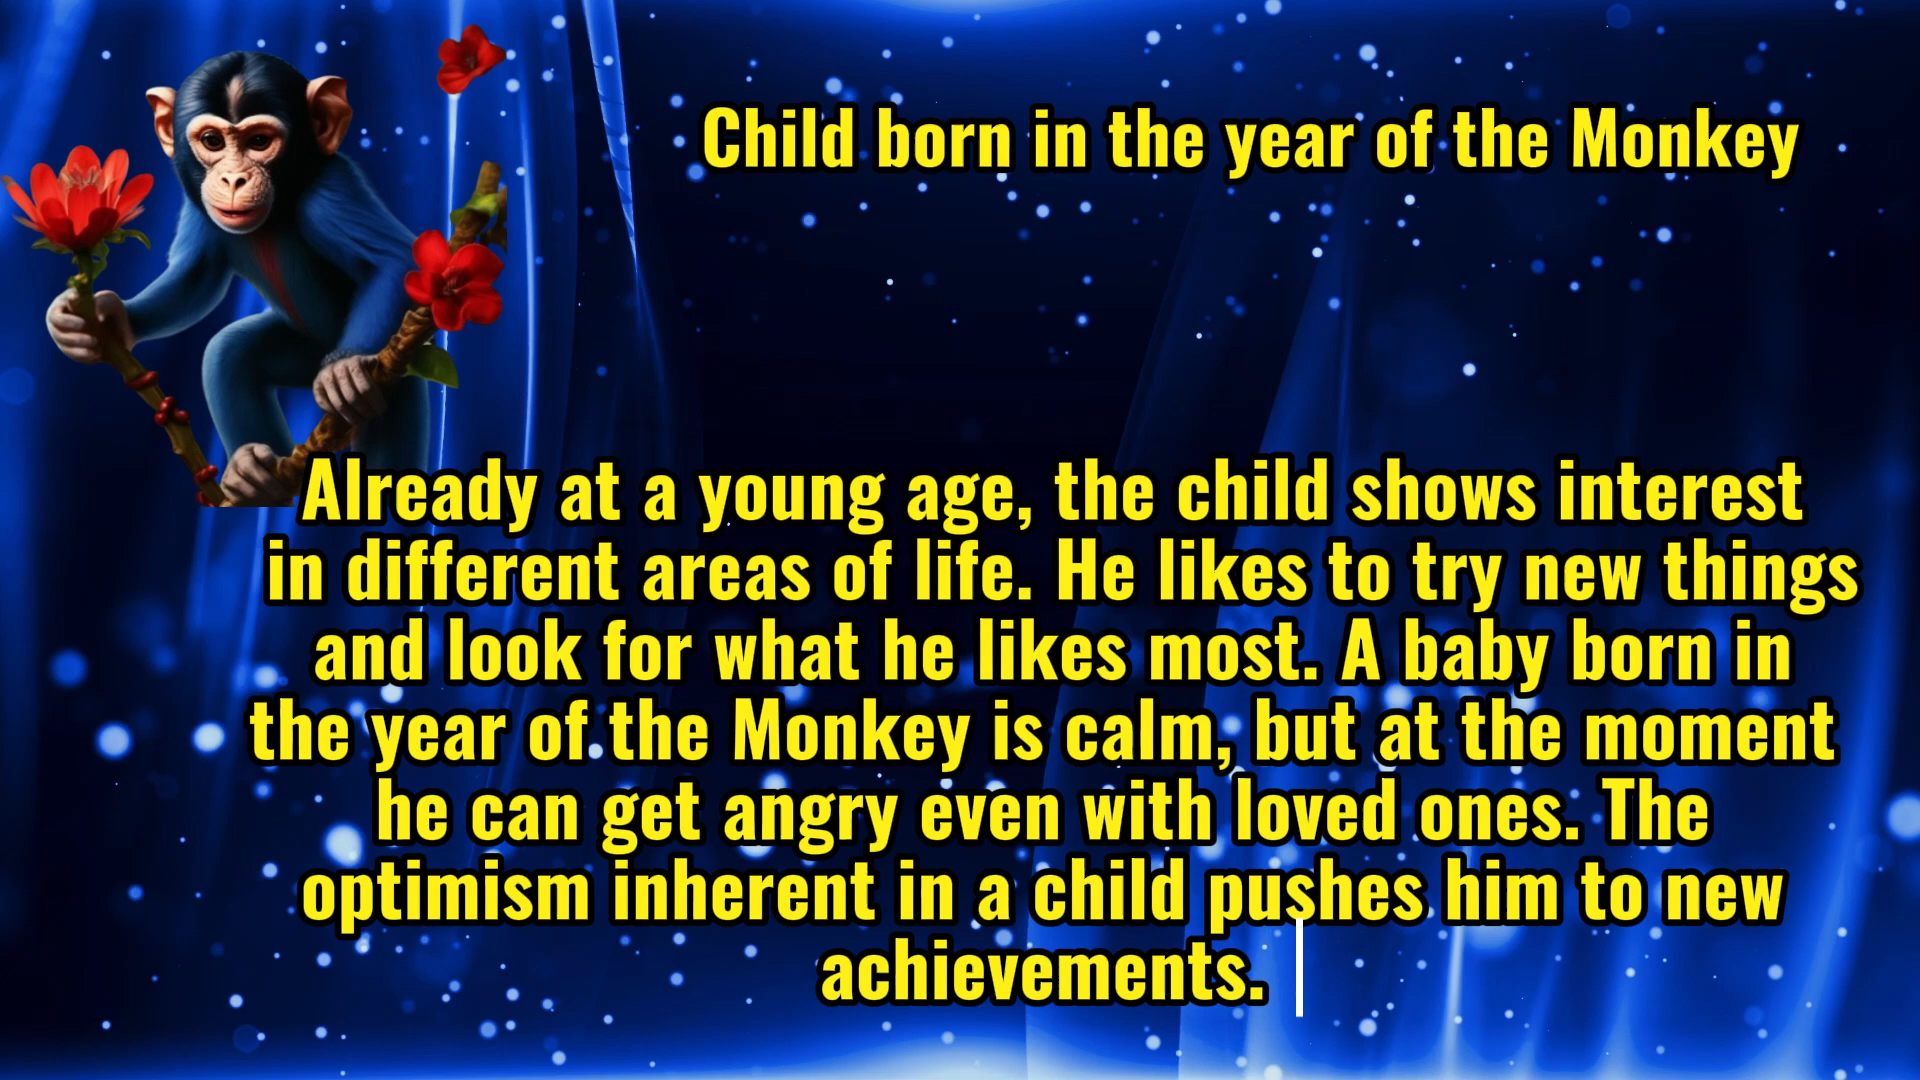 Child born in the year of the Monkey
Already at a young age, the child shows interest
in different areas of life. He likes to try new things
and look for what he likes most. A baby born in
the year of the Monkey is calm, but at the moment
he can get angry even with loved ones. The
optimism inherent in a child pushes him to new
achievements.